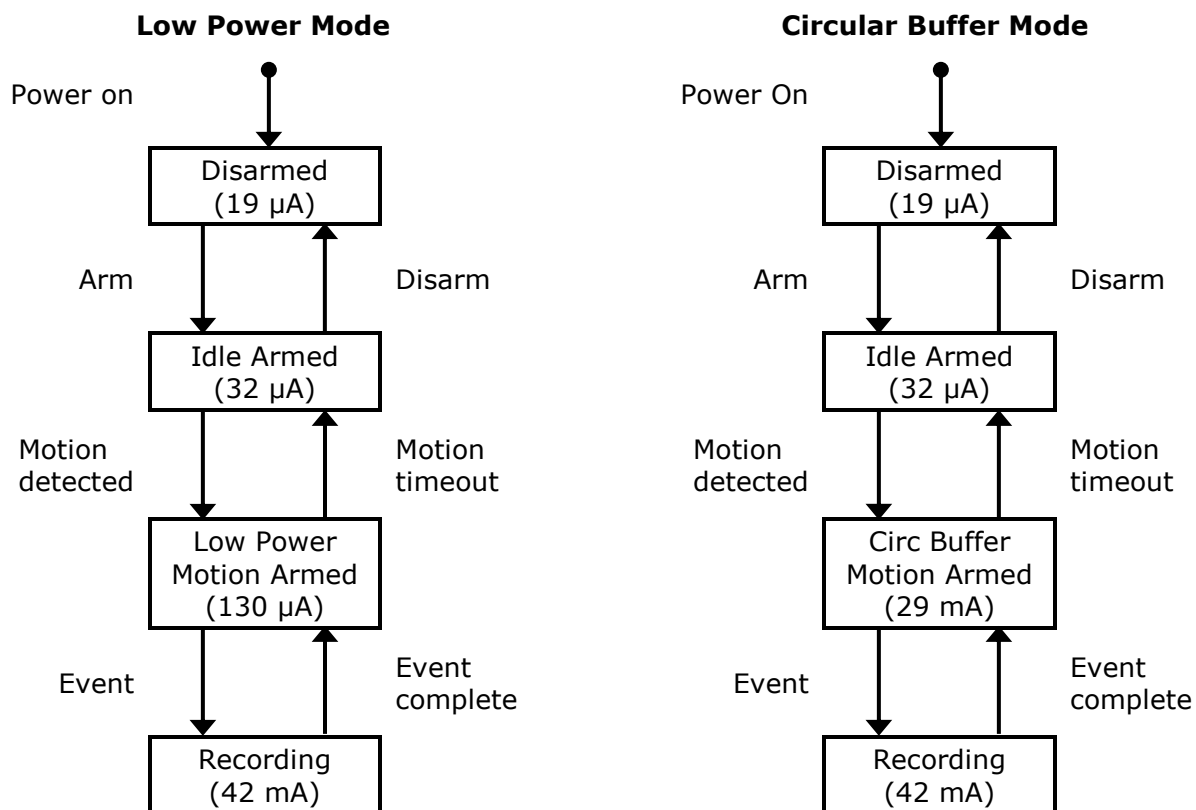 Low Power Mode
Power on
Disarmed
(19 µA)
Arm
Disarm
Idle Armed
(32 µA)
Motion
detected
Motion
timeout
Low Power
Motion Armed
(130 µA)
Event
Event
complete
Recording
(42 mA)
Circular Buffer Mode
Power On
Disarmed
(19 µA)
Arm
Disarm
Idle Armed
(32 µA)
Motion
detected
Motion
timeout
Circ Buffer
Motion Armed
(29 mA)
Event
Event
complete
Recording
(42 mA)